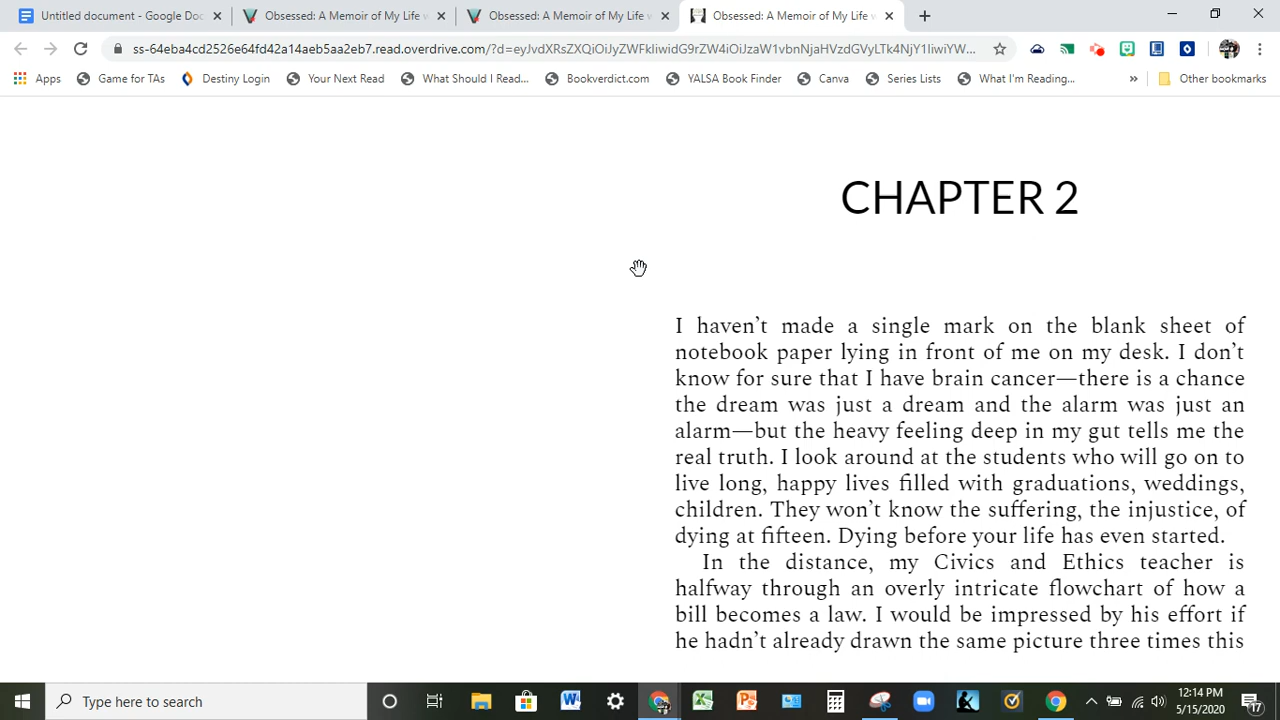 Untitled document - Google Doc
Obsessed: A Memoir of My Life w
Obsessed: A Memoir of My Life w
Obsessed: A Memoir of My Life w
ss-64eba4cd2526e64fd42a14aeb5aa2eb7.read.overdrive.com/?d=
Apps
Game for TAs
Destiny Login
Your Next Read
What Should I Read...
Bookverdict.com
YALSA Book Finder
Canva
Series Lists
What I'm Reading...
»
Other bookmarks
CHAPTER 2
I haven’t made a single mark on the blank sheet of
notebook paper lying in front of me on my desk. I don’t
know for sure that I have brain cancer—there is a chance
the dream was just a dream and the alarm was just an
alarm—but the heavy feeling deep in my gut tells me the
real truth. I look around at the students who will go on to
live long, happy lives filled with graduations, weddings,
children. They won’t know the suffering, the injustice, of
dying at fifteen. Dying before your life has even started.
In the distance, my Civics and Ethics teacher is
halfway through an overly intricate flowchart of how a
bill becomes a law. I would be impressed by his effort if
he hadn’t already drawn the same picture three times this
Type here to search
12:14 PM
5/15/2020
17